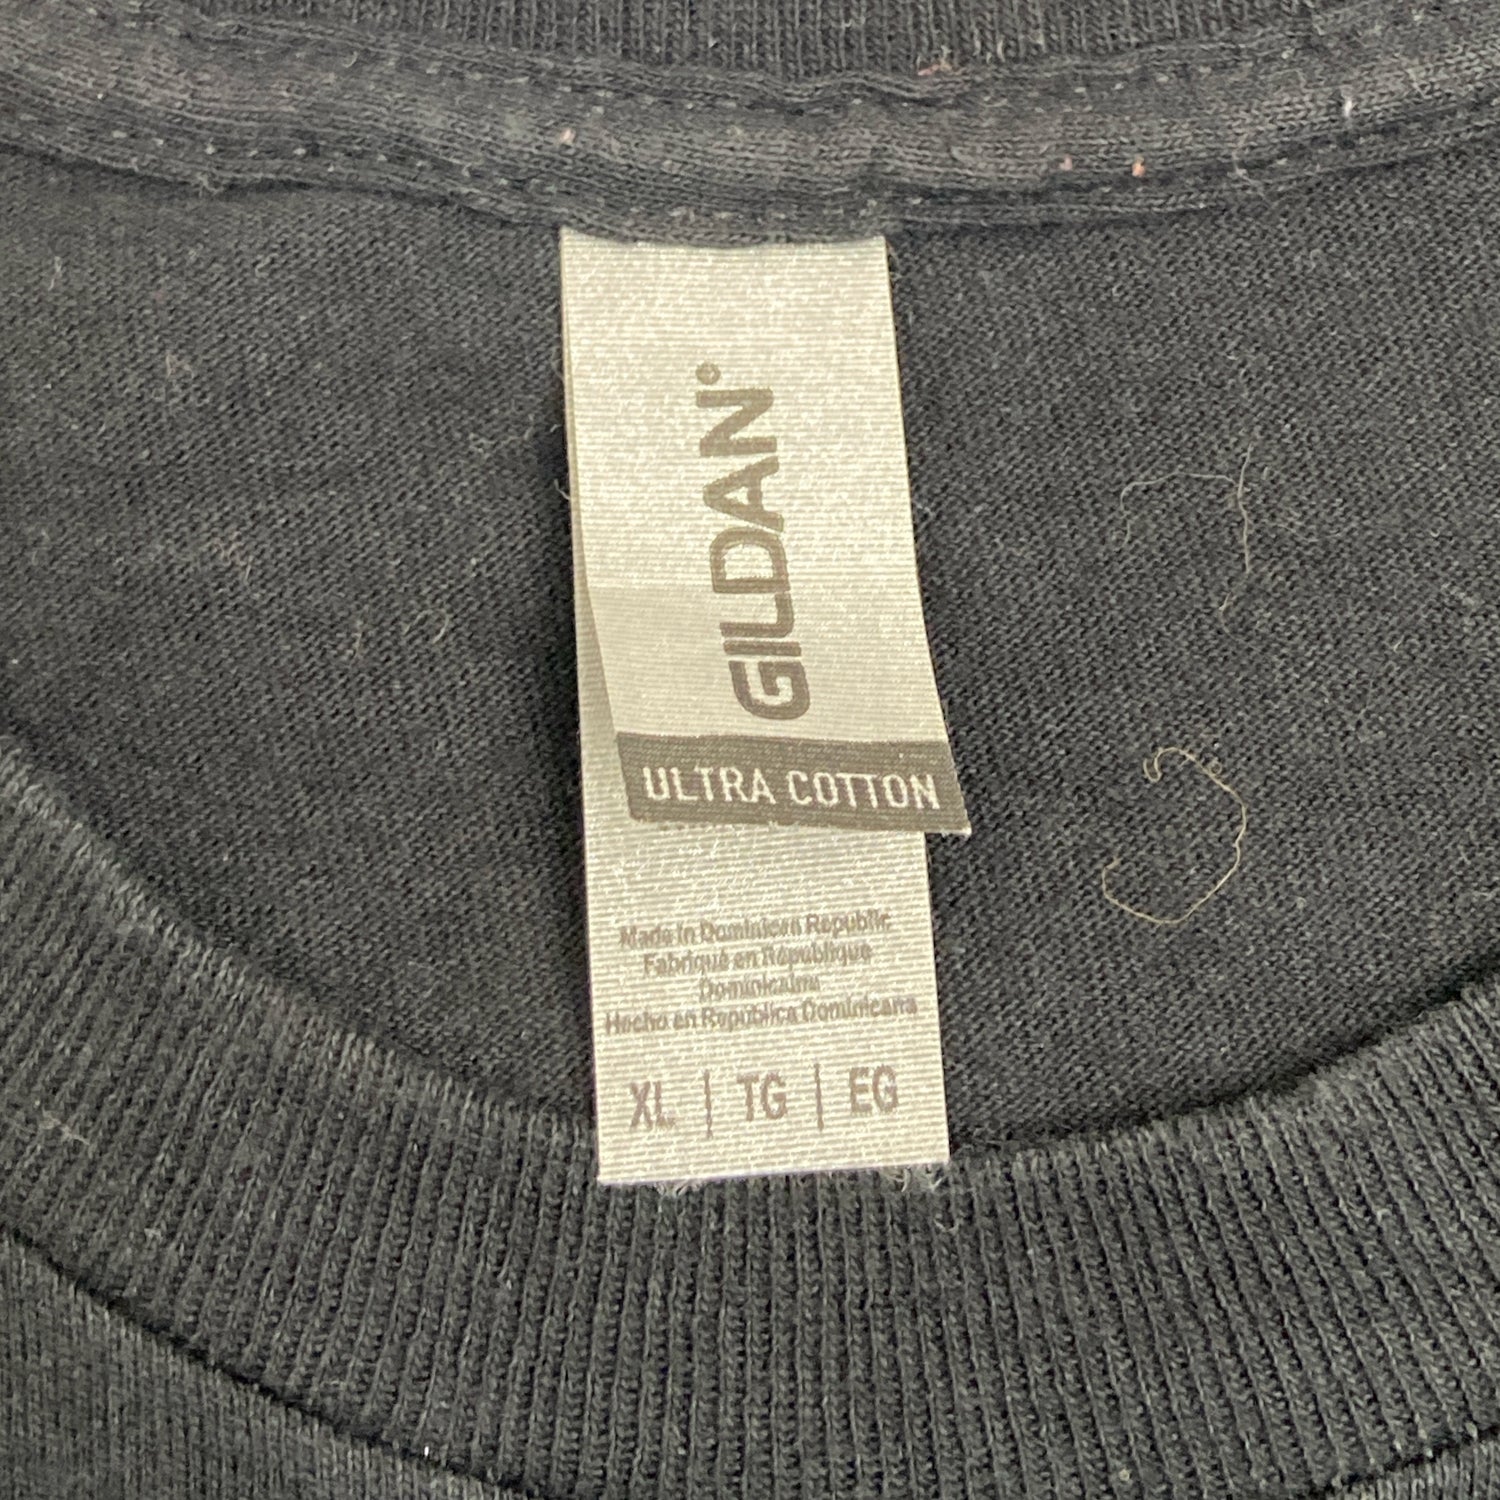 GILDAN®
ULTRA COTTON
Made in Dominican Republic
Fabriqué en République
Dominicaine
Hecho en República Dominicana
XL | TG | EG